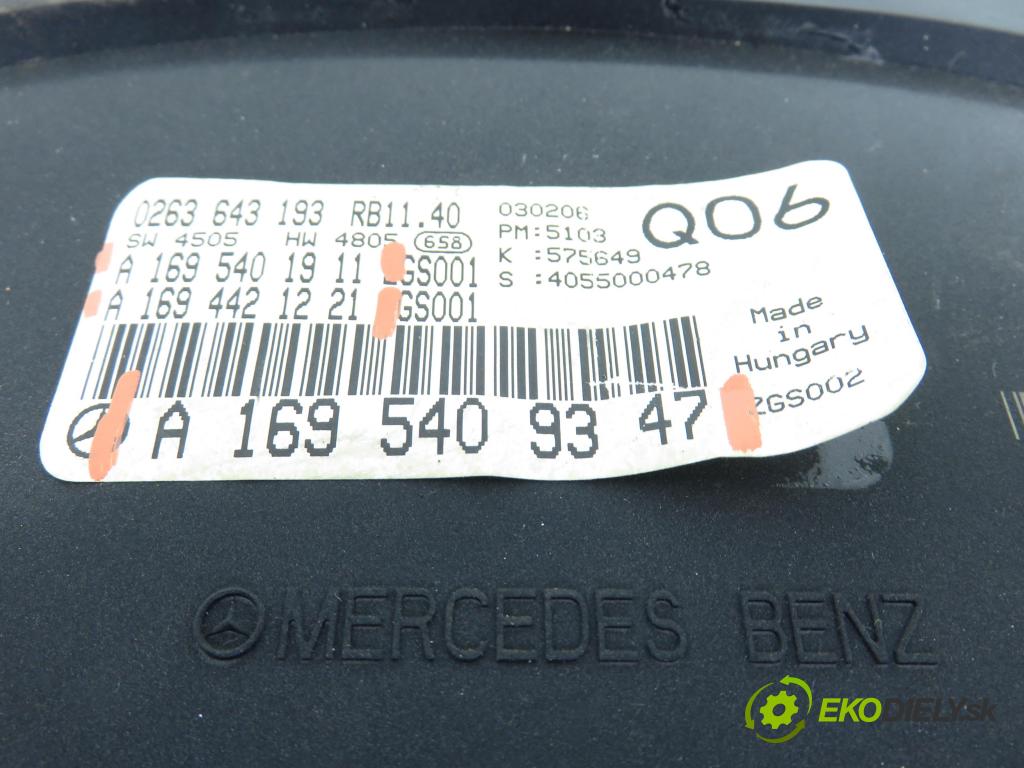 0263 643 193 RB11.40
SW 4505 HW 4805 658
A 169 540 19 11 ZGS001
A 169 442 12 21 GS001
030206
PM:5103
K :575649
S :4055000478
Q06
Made
in
Hungary
ZGS002
A 169 540 93 47
MERCEDES BENZ
EKODIELY.sk